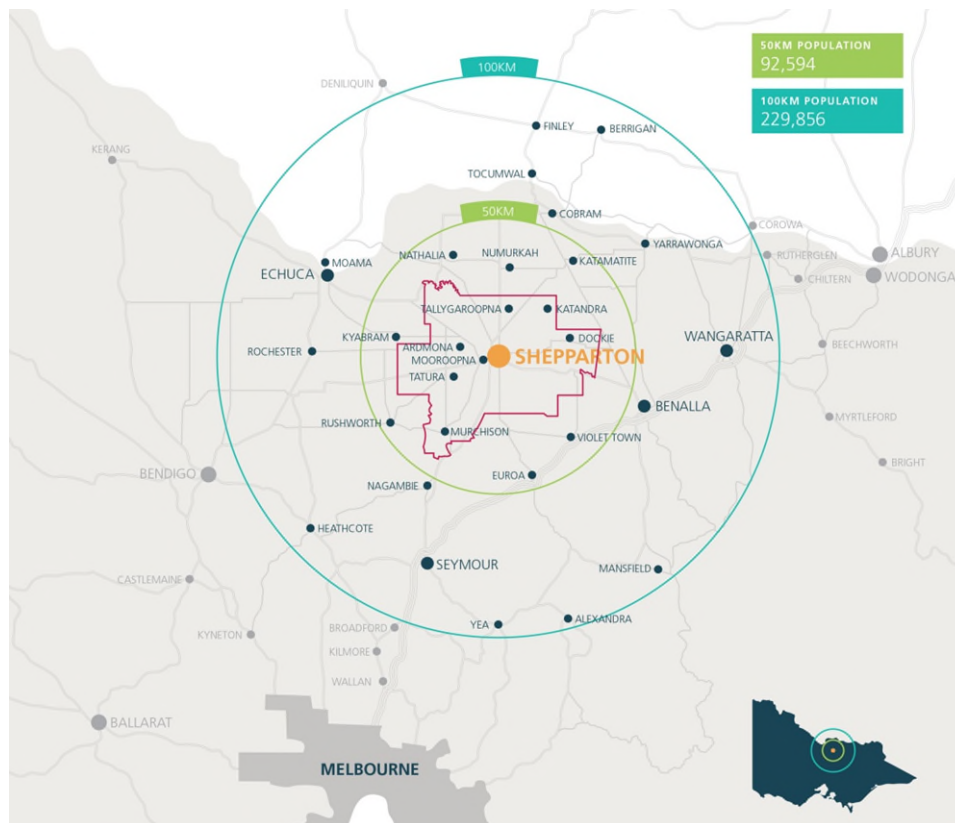 50KM POPULATION
92,594
100KM
100KM POPULATION
229,856
DENILIQUIN
FINLEY
BERRIGAN
KERANG
TOCUMWAL
50KM
COBRAM
COROWA
YARRAWONGA
NATHALIA
NUMURKAH
KATAMATITE
RUTHERGLEN
ALBURY
MOAMA
ECHUCA
CHILTERN
WODONGA
TALLYGAROOPNA
KATANDRA
KYABRAM
DOOKIE
WANGARATTA
BEECHWORTH
ROCHESTER
ARDMONA
MOOROOPNA
SHEPPARTON
TATURA
BENALLA
MYRTLEFORD
RUSHWORTH
MURCHISON
VIOLET TOWN
BRIGHT
BENDIGO
EUROA
NAGAMBIE
HEATHCOTE
SEYMOUR
MANSFIELD
CASTLEMAINE
YEA
ALEXANDRA
KYNETON
BROADFORD
KILMORE
WALLAN
BALLARAT
MELBOURNE